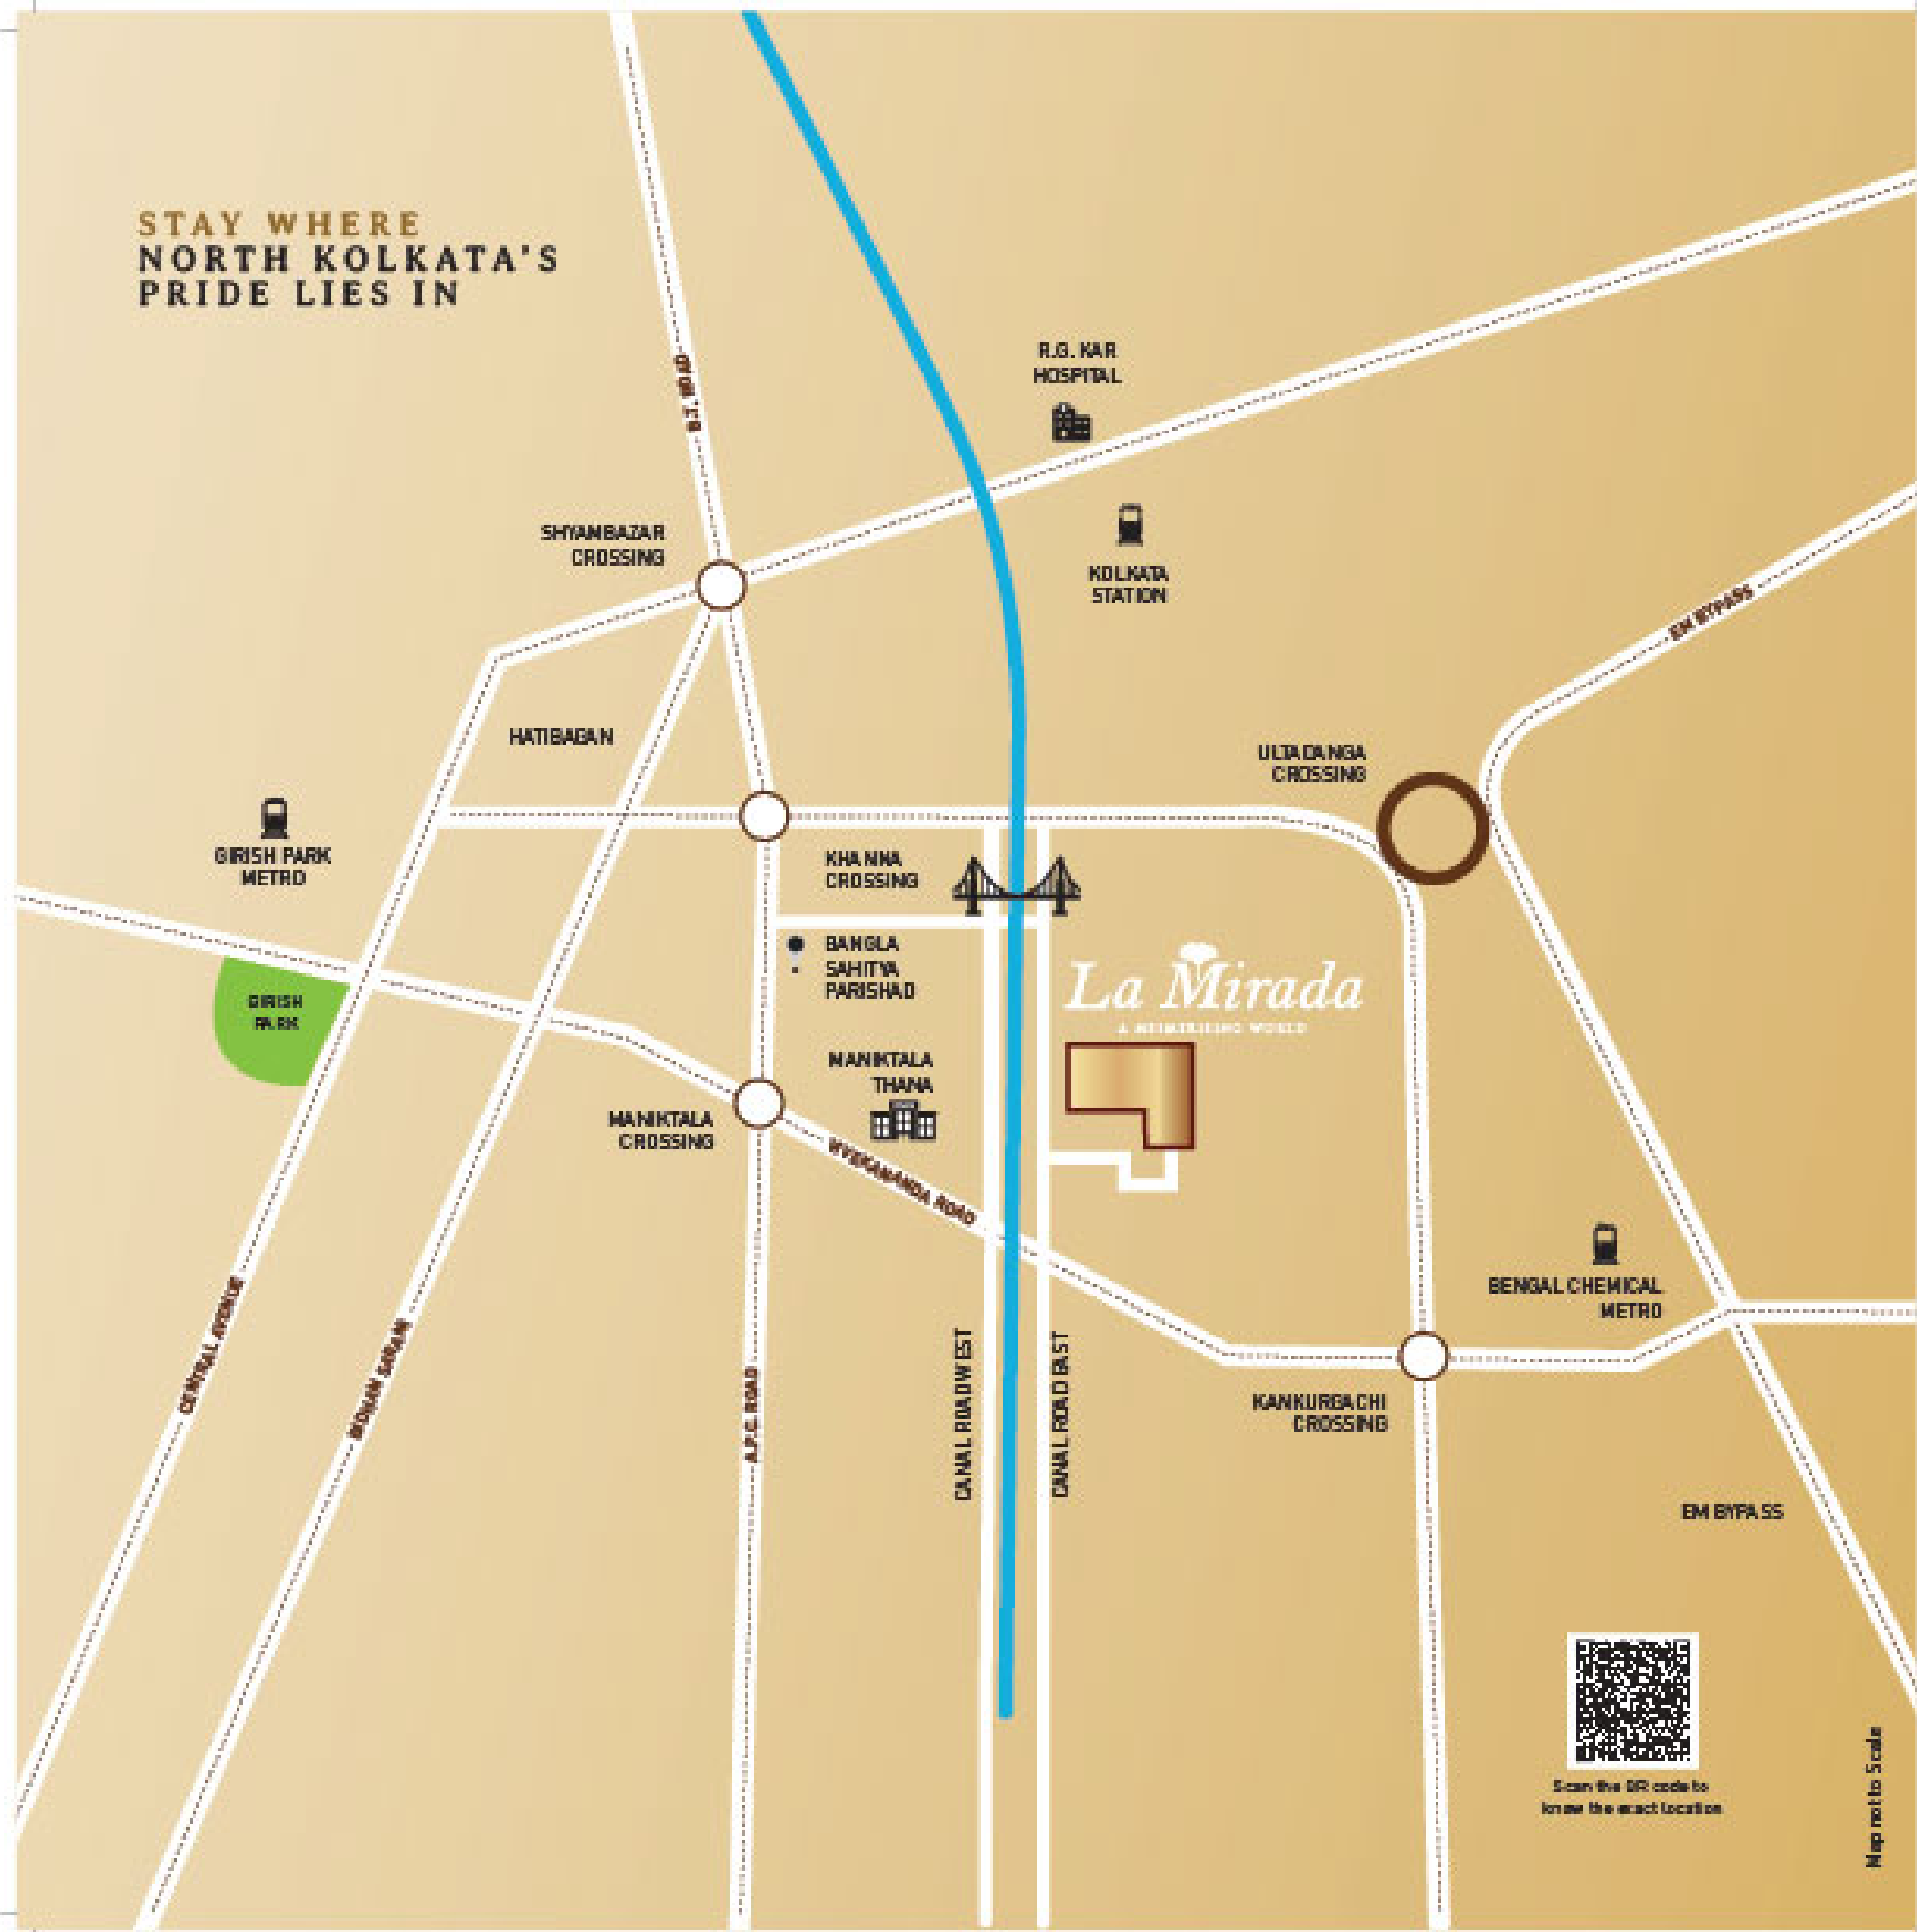 STAY WHERE
NORTH KOLKATA'S
PRIDE LIES IN
B.T. ROAD
R.G. KAR
HOSPITAL
SHYAMBAZAR
CROSSING
KOLKATA
STATION
EM BYPASS
HATIBAGAN
ULTADANGA
CROSSING
GIRISH PARK
METRO
KHANNA
CROSSING
BANGLA
SAHITYA
PARISHAD
La Mirada
A MESMERISING WORLD
GIRISH
PARK
MANIKTALA
THANA
MANIKTALA
CROSSING
VIVEKANANDA ROAD
BENGAL CHEMICAL
METRO
CENTRAL AVENUE
BIDHAN SARANI
A.P.C. ROAD
CANAL ROAD WEST
CANAL ROAD EAST
KANKURGACHI
CROSSING
EM BYPASS
Scan the QR code to
know the exact location
Map not to Scale